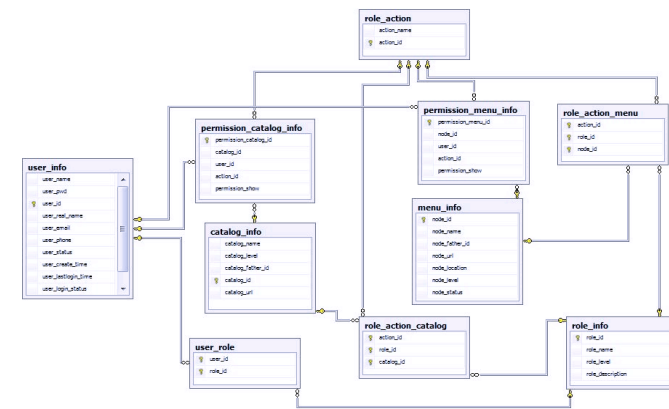 role_action
action_name
action_id
permission_catalog_info
permission_catalog_id
catalog_id
user_id
action_id
permission_show
permission_menu_info
permission_menu_id
node_id
user_id
action_id
permission_show
role_action_menu
action_id
role_id
node_id
user_info
user_name
user_pwd
user_id
user_real_name
user_email
user_phone
user_status
user_create_time
user_lastlogin_time
user_login_status
catalog_info
catalog_name
catalog_level
catalog_father_id
catalog_id
catalog_url
menu_info
node_id
node_name
node_father_id
node_url
node_location
node_level
node_status
user_role
user_id
role_id
role_action_catalog
action_id
role_id
catalog_id
role_info
role_id
role_name
role_level
role_description